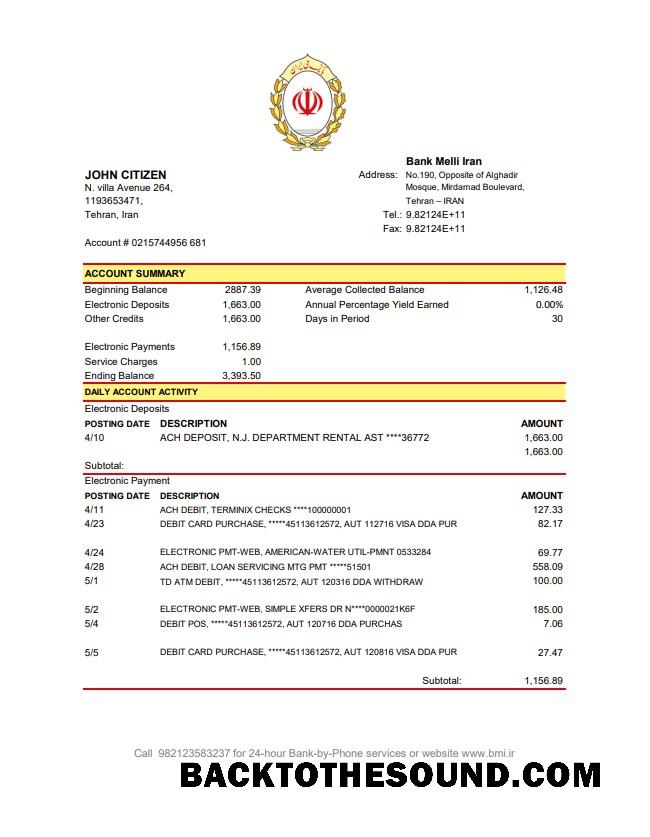 بانک ملی ایران
Bank Melli Iran
JOHN CITIZEN
Address: No.190, Opposite of Alghadir
N. villa Avenue 264,
Mosque, Mirdamad Boulevard,
1193653471,
Tehran – IRAN
Tehran, Iran
Tel.: 9.82124E+11
Fax: 9.82124E+11
Account # 0215744956 681
ACCOUNT SUMMARY
Beginning Balance 2887.39 Average Collected Balance 1,126.48
Electronic Deposits 1,663.00 Annual Percentage Yield Earned 0.00%
Other Credits 1,663.00 Days in Period 30
Electronic Payments 1,156.89
Service Charges 1.00
Ending Balance 3,393.50
DAILY ACCOUNT ACTIVITY
Electronic Deposits
POSTING DATE DESCRIPTION AMOUNT
4/10 ACH DEPOSIT, N.J. DEPARTMENT RENTAL AST ****36772 1,663.00
1,663.00
Subtotal:
Electronic Payment
POSTING DATE DESCRIPTION AMOUNT
4/11 ACH DEBIT, TERMINIX CHECKS ****100000001 127.33
4/23 DEBIT CARD PURCHASE, *****45113612572, AUT 112716 VISA DDA PUR 82.17
4/24 ELECTRONIC PMT-WEB, AMERICAN-WATER UTIL-PMNT 0533284 69.77
4/28 ACH DEBIT, LOAN SERVICING MTG PMT *****51501 558.09
5/1 TD ATM DEBIT, *****45113612572, AUT 120316 DDA WITHDRAW 100.00
5/2 ELECTRONIC PMT-WEB, SIMPLE XFERS DR N****0000021K6F 185.00
5/4 DEBIT POS, *****45113612572, AUT 120716 DDA PURCHAS 7.06
5/5 DEBIT CARD PURCHASE, *****45113612572, AUT 120816 VISA DDA PUR 27.47
Subtotal: 1,156.89
Call 982123583237 for 24-hour Bank-by-Phone services or website www.bmi.ir
BACKTOTHESOUND.COM